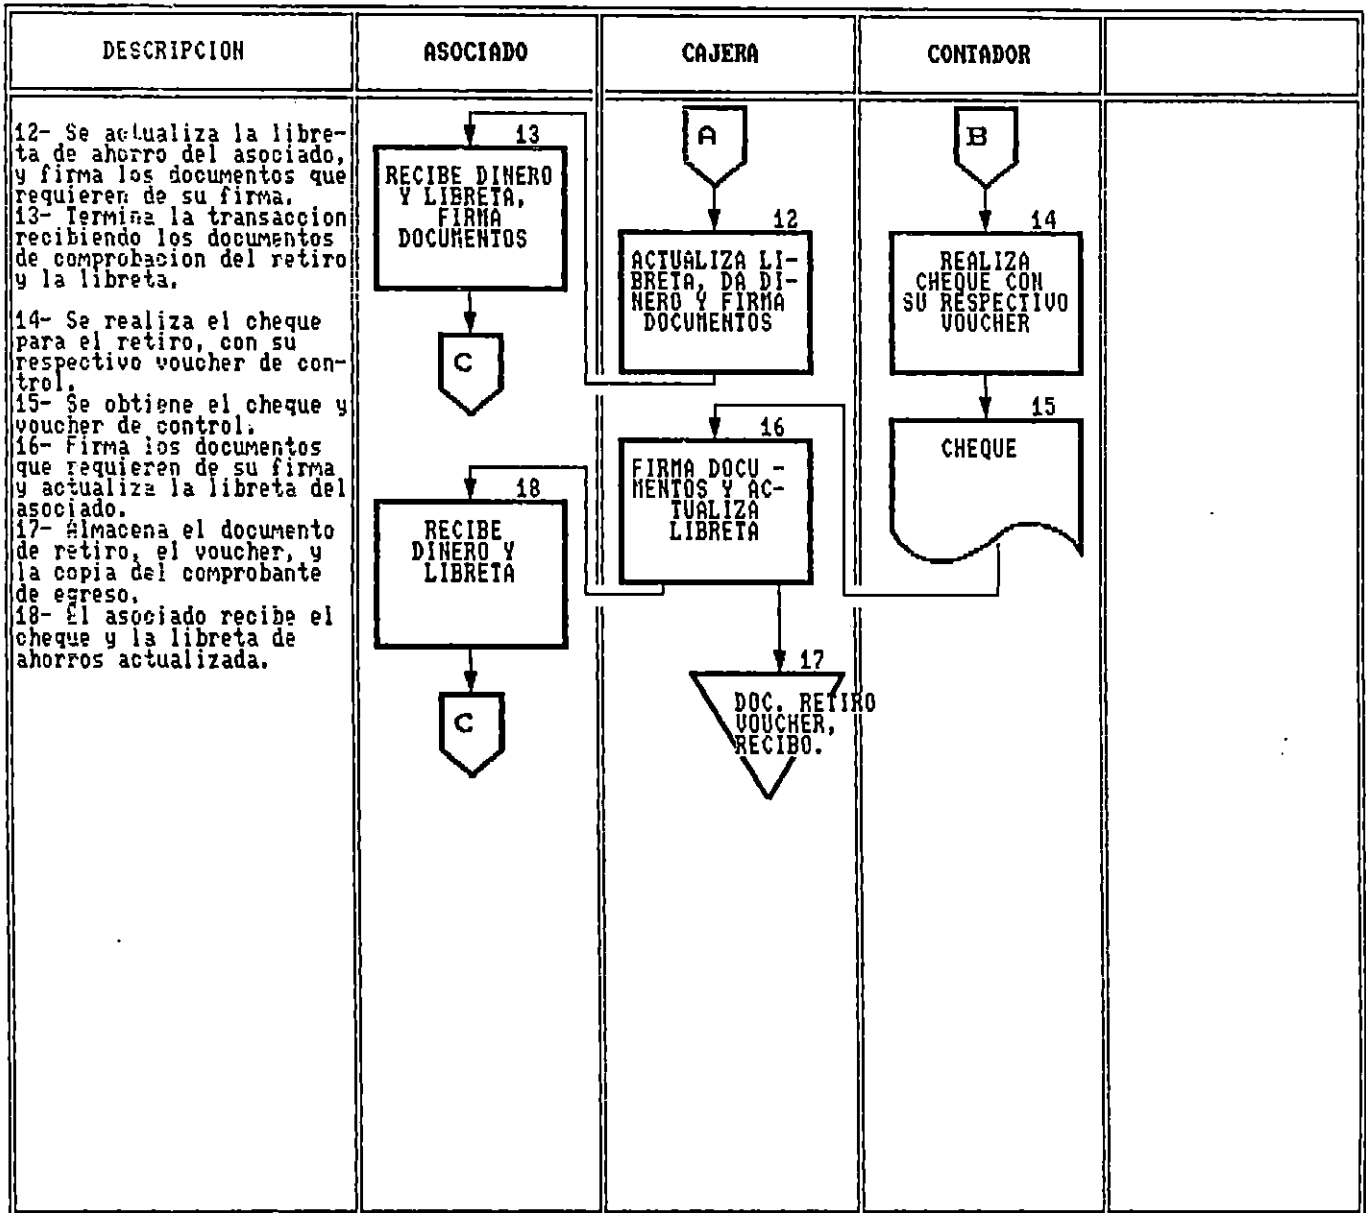 DESCRIPCION
ASOCIADO
CAJERA
CONTADOR
12- Se actualiza la libre-
ta de ahorro del asociado,
y firma los documentos que
requieren de su firma.
13- Termina la transaccion
recibiendo los documentos
de comprobacion del retiro
y la libreta.
14- Se realiza el cheque
para el retiro, con su
respectivo voucher de con-
trol.
15- Se obtiene el cheque y
voucher de control.
16- Firma los documentos
que requieren de su firma
y actualiza la libreta del
asociado.
17- Almacena el documento
de retiro, el voucher, y
la copia del comprobante
de egreso.
18- El asociado recibe el
cheque y la libreta de
ahorros actualizada.
13
RECIBE DINERO
Y LIBRETA,
FIRMA
DOCUMENTOS
C
18
RECIBE
DINERO Y
LIBRETA
C
A
12
ACTUALIZA LI-
BRETA, DA DI-
NERO Y FIRMA
DOCUMENTOS
16
FIRMA DOCU -
MENTOS Y AC-
TUALIZA
LIBRETA
17
DOC. RETIRO
VOUCHER,
RECIBO.
B
14
REALIZA
CHEQUE CON
SU RESPECTIVO
VOUCHER
15
CHEQUE